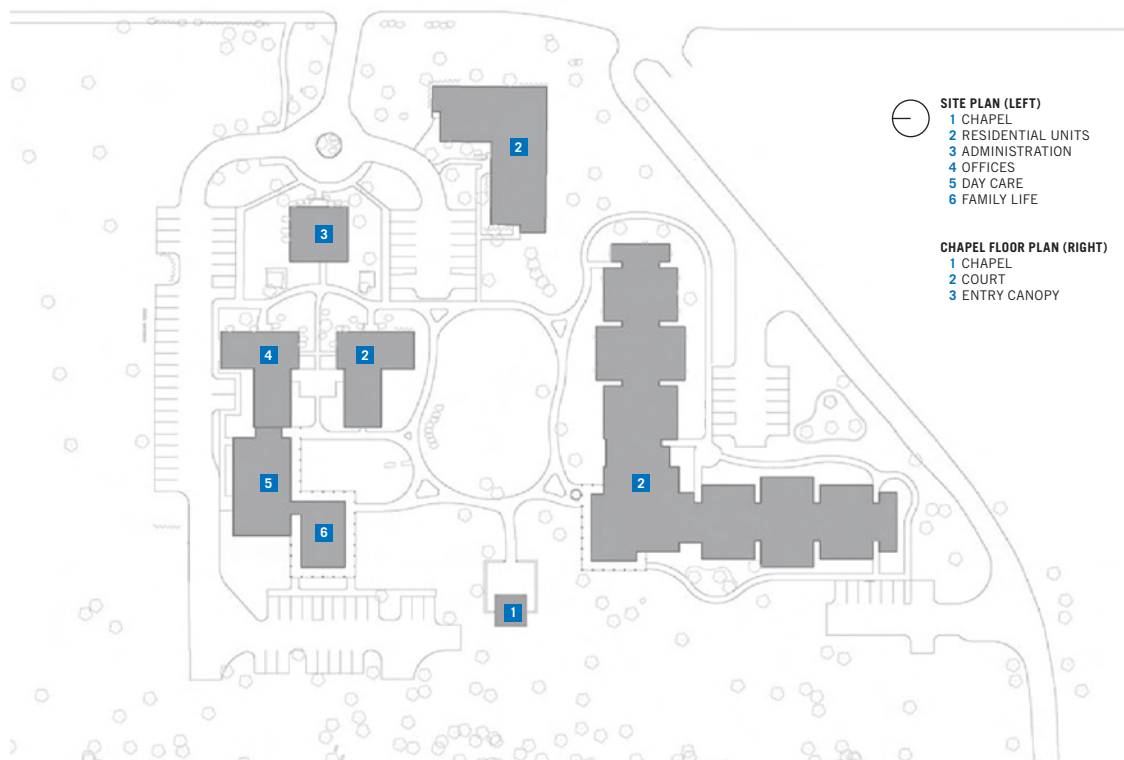 SITE PLAN (LEFT)
1 CHAPEL
2 RESIDENTIAL UNITS
3 ADMINISTRATION
4 OFFICES
5 DAY CARE
6 FAMILY LIFE
CHAPEL FLOOR PLAN (RIGHT)
1 CHAPEL
2 COURT
3 ENTRY CANOPY
2
3
4
2
5
2
6
1